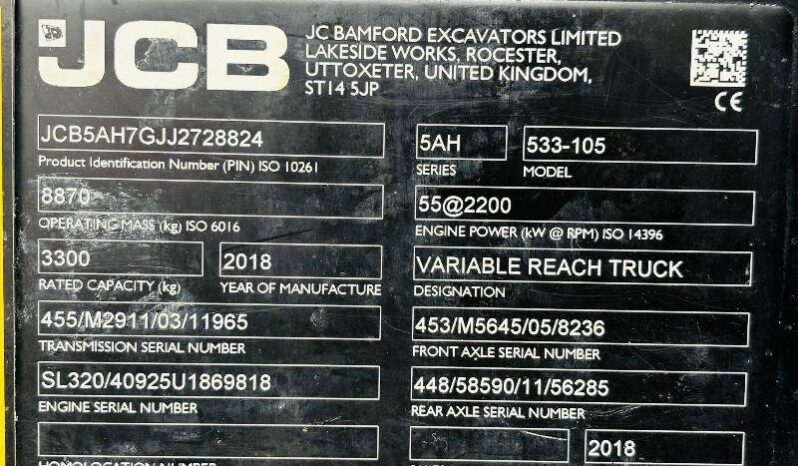 JCB
JC BAMFORD EXCAVATORS LIMITED
LAKESIDE WORKS, ROCESTER,
UTTOXETER, UNITED KINGDOM,
ST14 5JP
CE
JCB5AH7GJJ2728824
Product Identification Number (PIN) ISO 10261
5AH
SERIES
533-105
MODEL
8870
OPERATING MASS (kg) ISO 6016
55@2200
ENGINE POWER (kW @ RPM) ISO 14396
3300
RATED CAPACITY (kg)
2018
YEAR OF MANUFACTURE
VARIABLE REACH TRUCK
DESIGNATION
455/M2911/03/11965
TRANSMISSION SERIAL NUMBER
453/M5645/05/8236
FRONT AXLE SERIAL NUMBER
SL320/40925U1869818
ENGINE SERIAL NUMBER
448/58590/11/56285
REAR AXLE SERIAL NUMBER
2018
HOMOLOGATION NUMBER